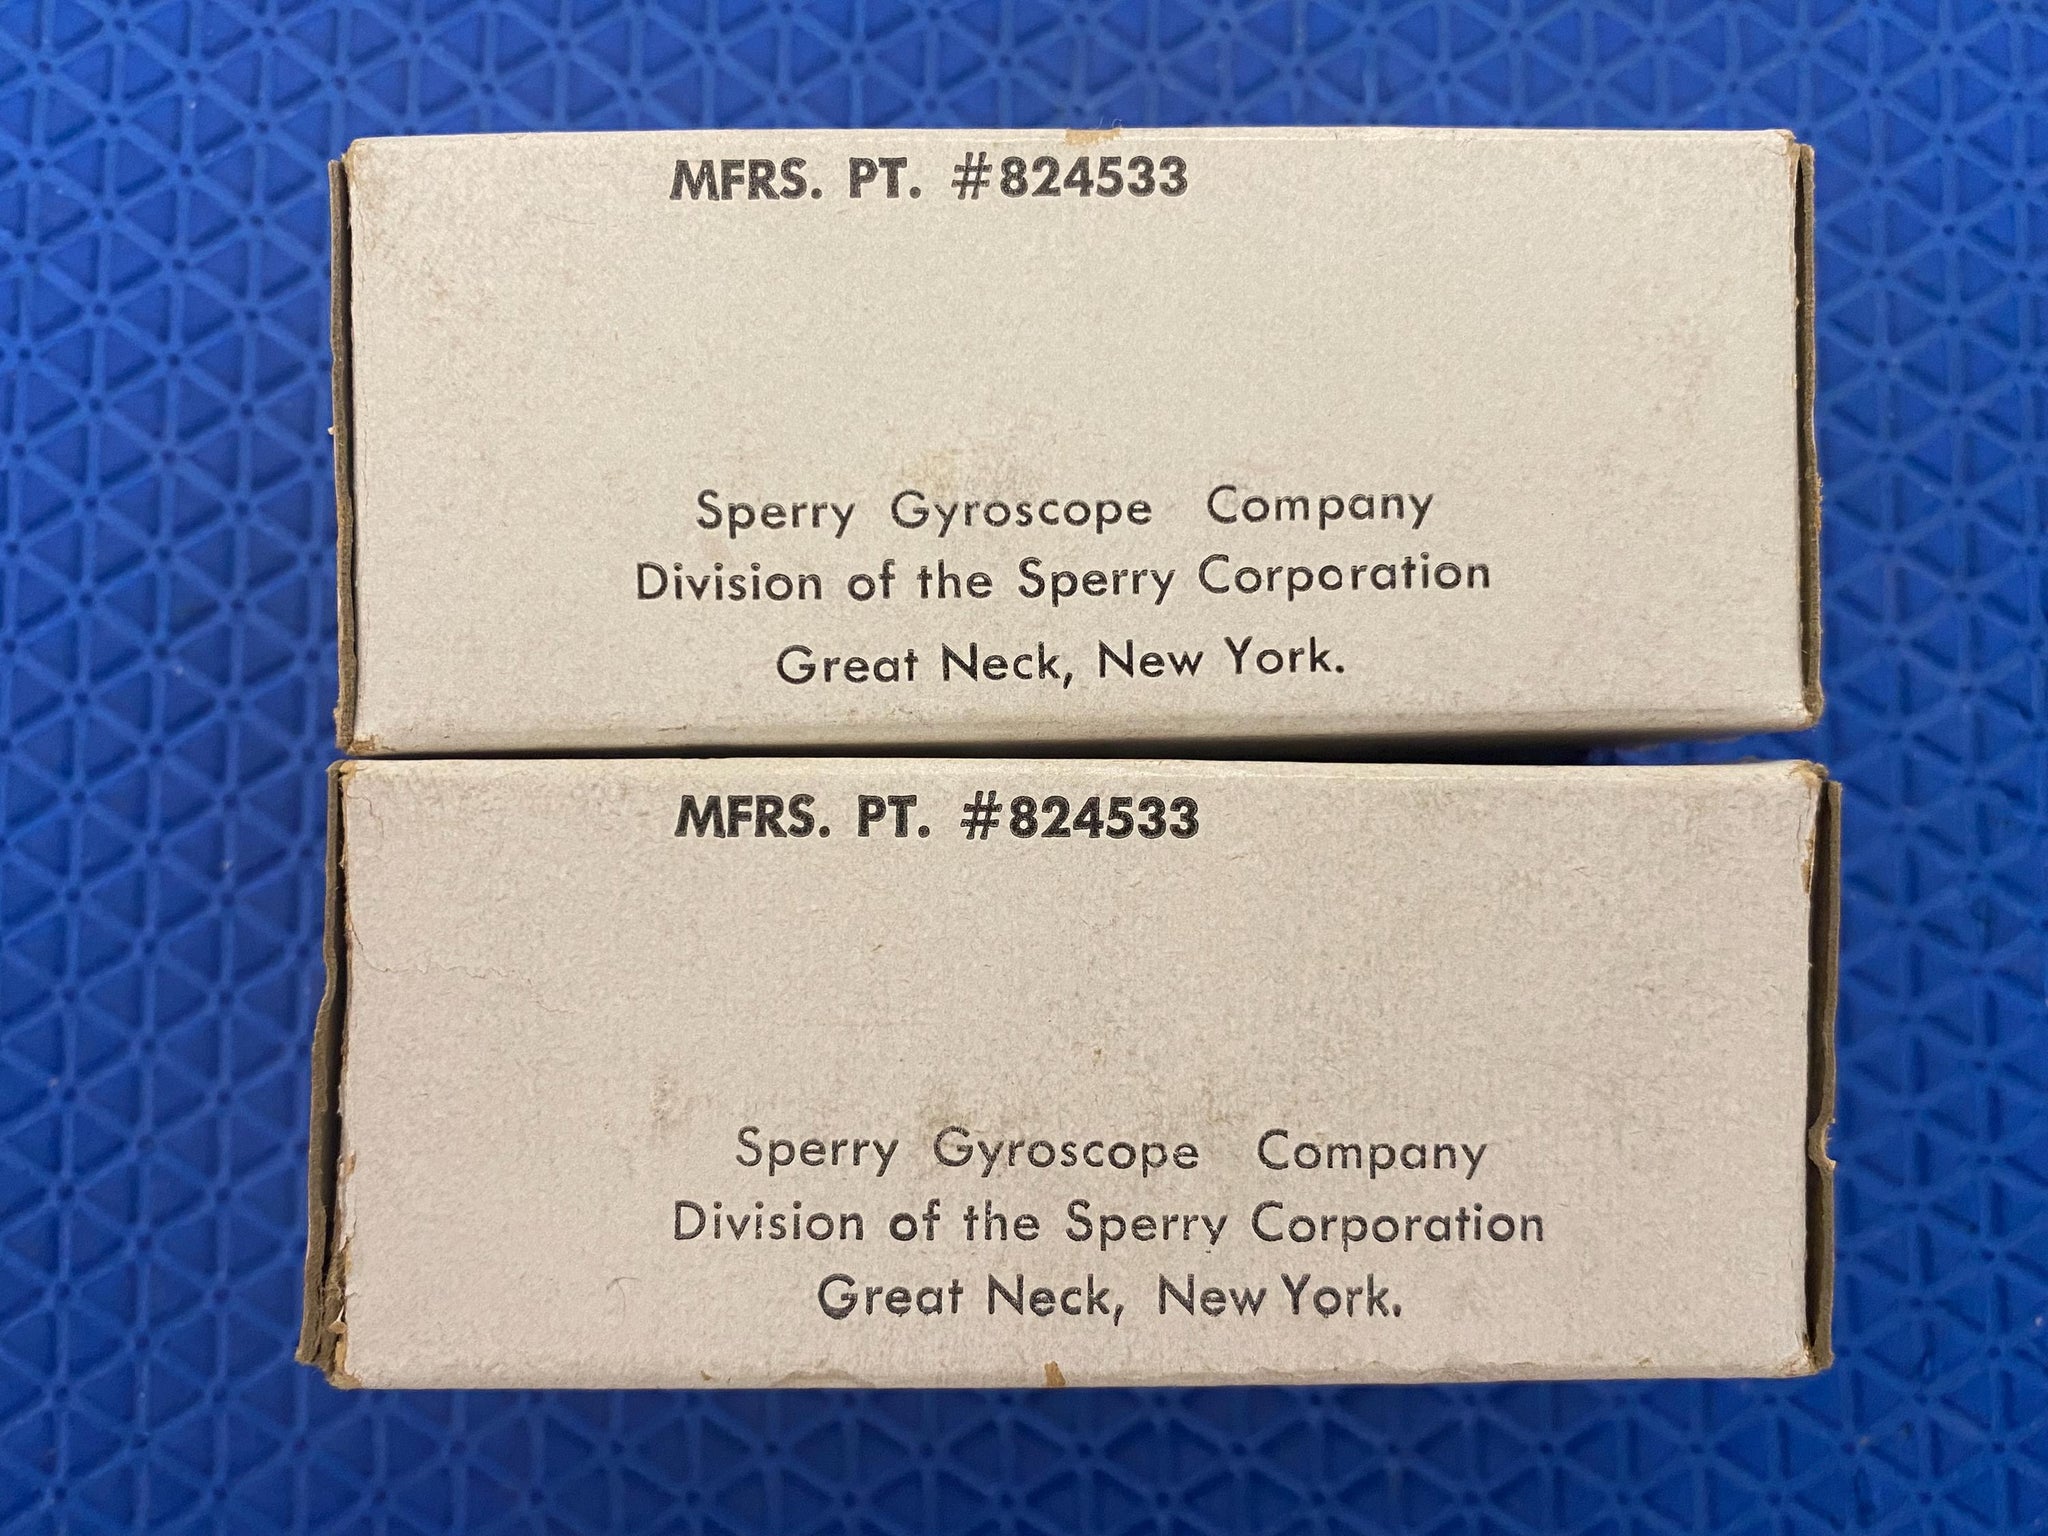 MFRS. PT. #824533
Sperry Gyroscope Company
Division of the Sperry Corporation
Great Neck, New York.
MFRS. PT. #824533
Sperry Gyroscope Company
Division of the Sperry Corporation
Great Neck, New York.